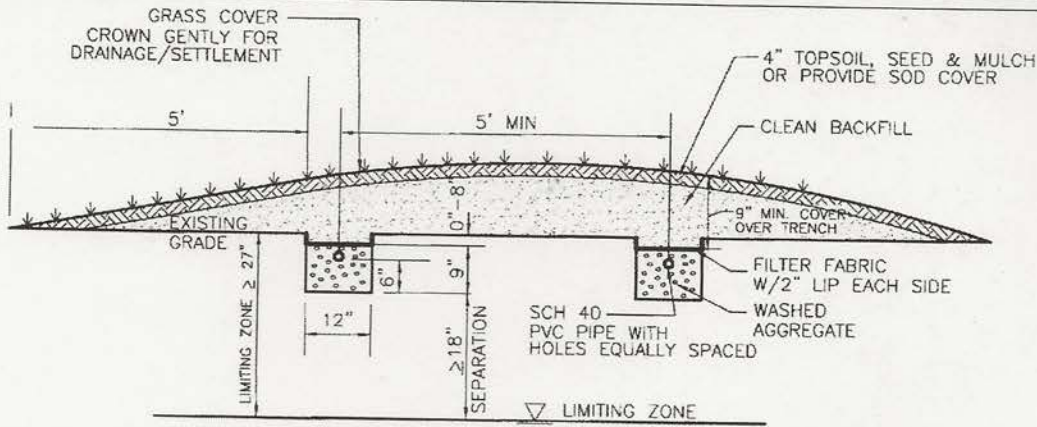 GRASS COVER
CROWN GENTLY FOR
DRAINAGE/SETTLEMENT
4" TOPSOIL, SEED & MULCH
OR PROVIDE SOD COVER
5'
5' MIN
CLEAN BACKFILL
0"-8"
EXISTING
GRADE
9" MIN. COVER
OVER TRENCH
LIMITING ZONE ≥ 27"
6"
9"
FILTER FABRIC
W/2" LIP EACH SIDE
12"
≥18"
SEPARATION
SCH 40
PVC PIPE WITH
HOLES EQUALLY SPACED
WASHED
AGGREGATE
LIMITING ZONE